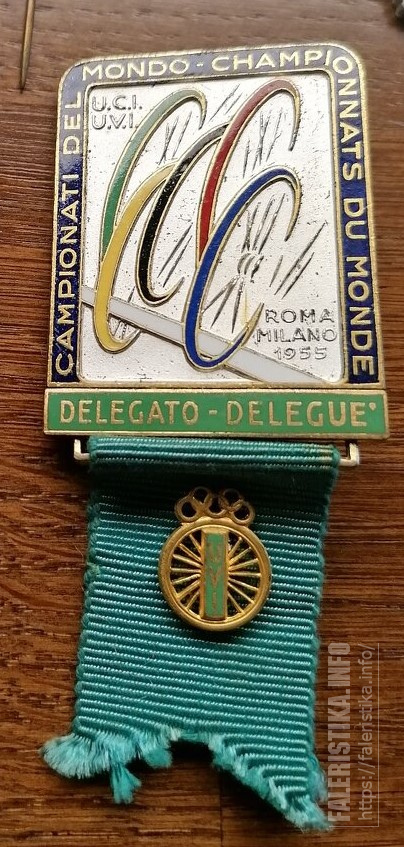 CAMPIONATI DEL MONDO - CHAMPIONNATS DU MONDE
U.C.I.
U.V.I.
ROMA
MILANO
1955
DELEGATO - DELEGUE'
UVI
FALERISTIKA.INFO
https://faleristika.info/